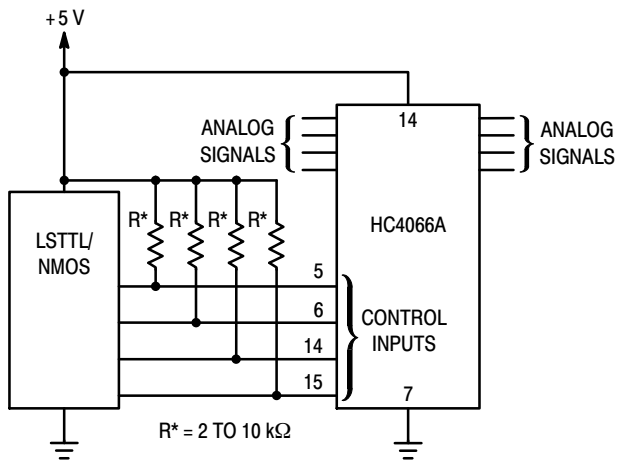 +5 V
ANALOG
SIGNALS
14
ANALOG
SIGNALS
LSTTL/
NMOS
R* R* R* R*
HC4066A
5
6
14
15
CONTROL
INPUTS
7
R* = 2 TO 10 kΩ